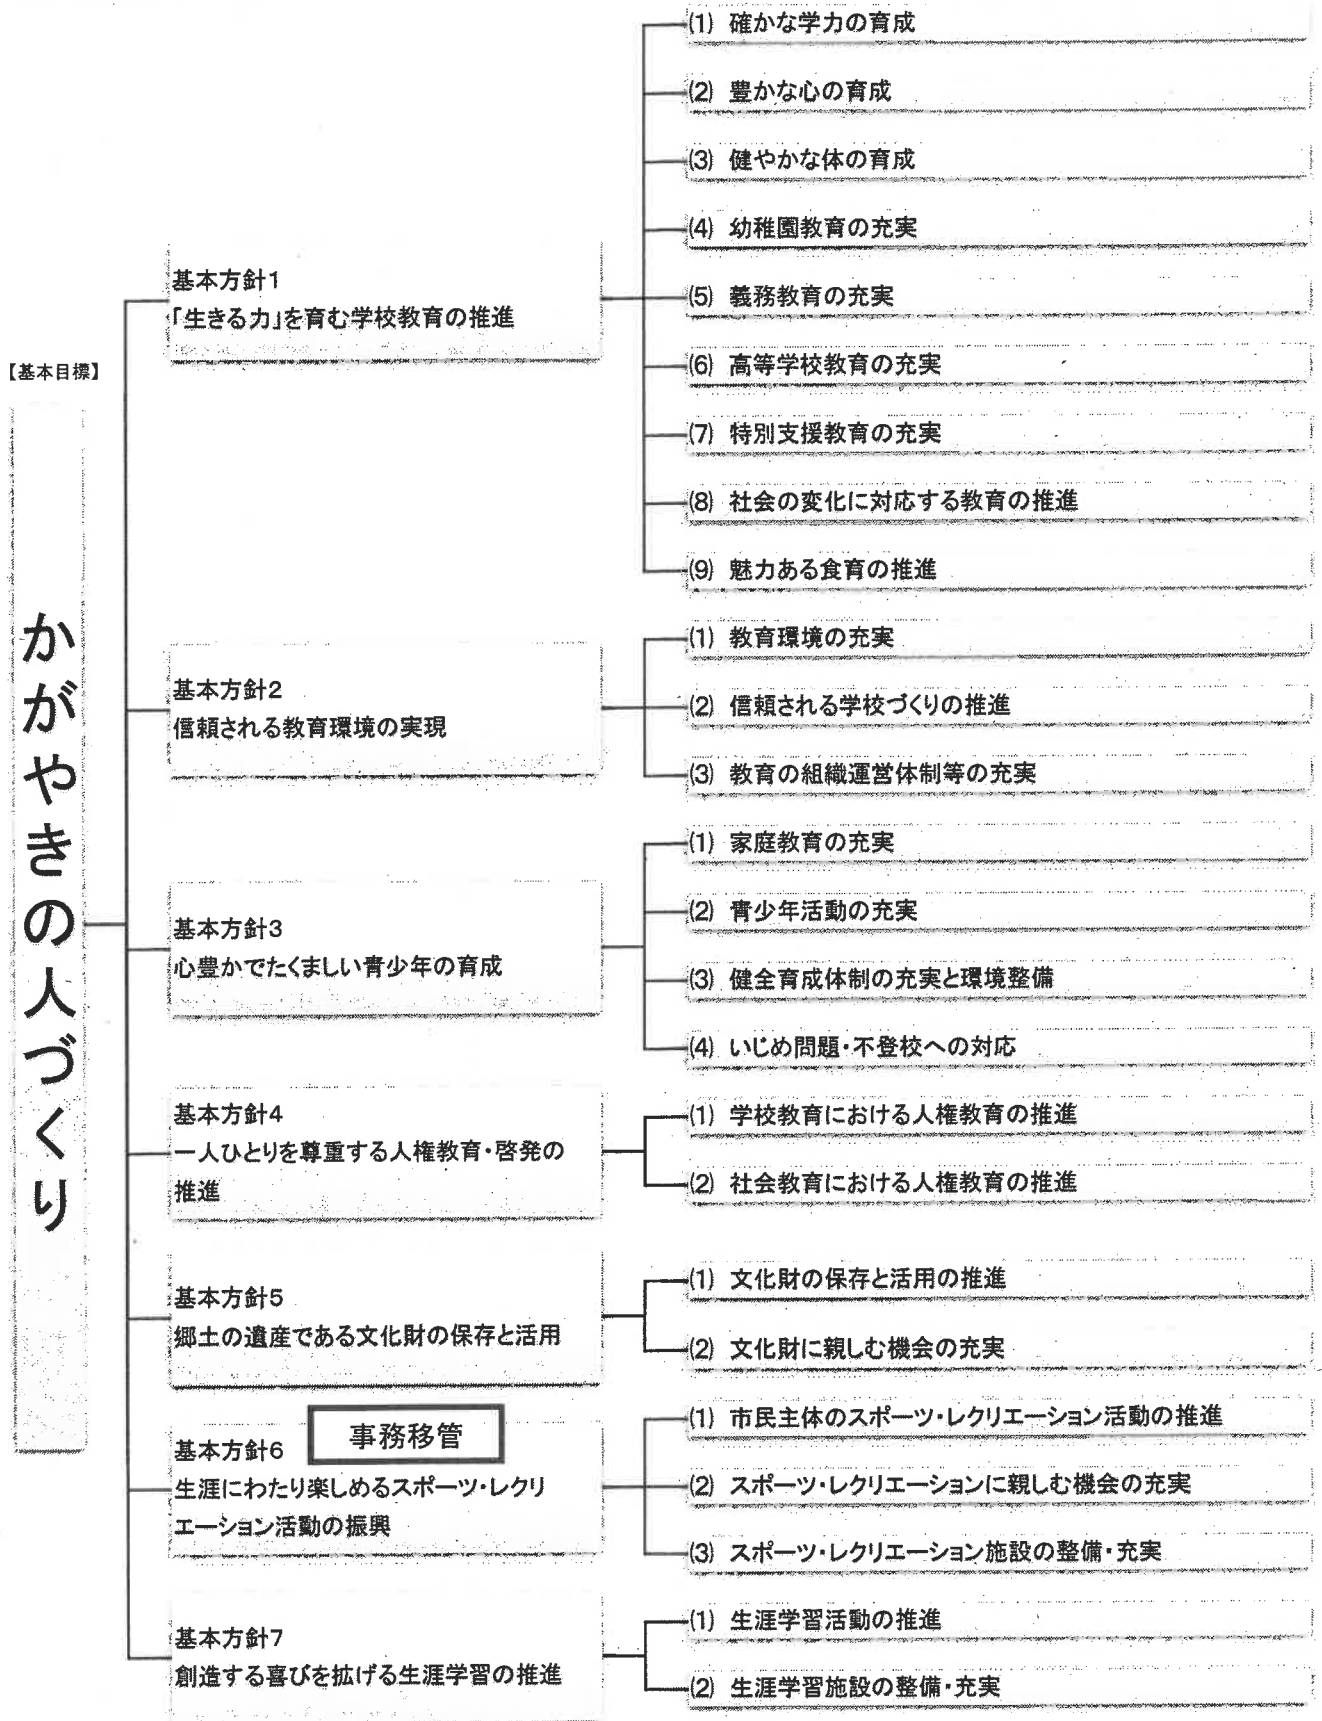 【基本目標】
かがやきの人づくり
基本方針1
「生きる力」を育む学校教育の推進
(1) 確かな学力の育成
(2) 豊かな心の育成
(3) 健やかな体の育成
(4) 幼稚園教育の充実
(5) 義務教育の充実
(6) 高等学校教育の充実
(7) 特別支援教育の充実
(8) 社会の変化に対応する教育の推進
(9) 魅力ある食育の推進
基本方針2
信頼される教育環境の実現
(1) 教育環境の充実
(2) 信頼される学校づくりの推進
(3) 教育の組織運営体制等の充実
基本方針3
心豊かでたくましい青少年の育成
(1) 家庭教育の充実
(2) 青少年活動の充実
(3) 健全育成体制の充実と環境整備
(4) いじめ問題・不登校への対応
基本方針4
一人ひとりを尊重する人権教育・啓発の
推進
(1) 学校教育における人権教育の推進
(2) 社会教育における人権教育の推進
基本方針5
郷土の遺産である文化財の保存と活用
(1) 文化財の保存と活用の推進
(2) 文化財に親しむ機会の充実
事務移管
基本方針6
生涯にわたり楽しめるスポーツ・レクリ
エーション活動の振興
(1) 市民主体のスポーツ・レクリエーション活動の推進
(2) スポーツ・レクリエーションに親しむ機会の充実
(3) スポーツ・レクリエーション施設の整備・充実
基本方針7
創造する喜びを拡げる生涯学習の推進
(1) 生涯学習活動の推進
(2) 生涯学習施設の整備・充実